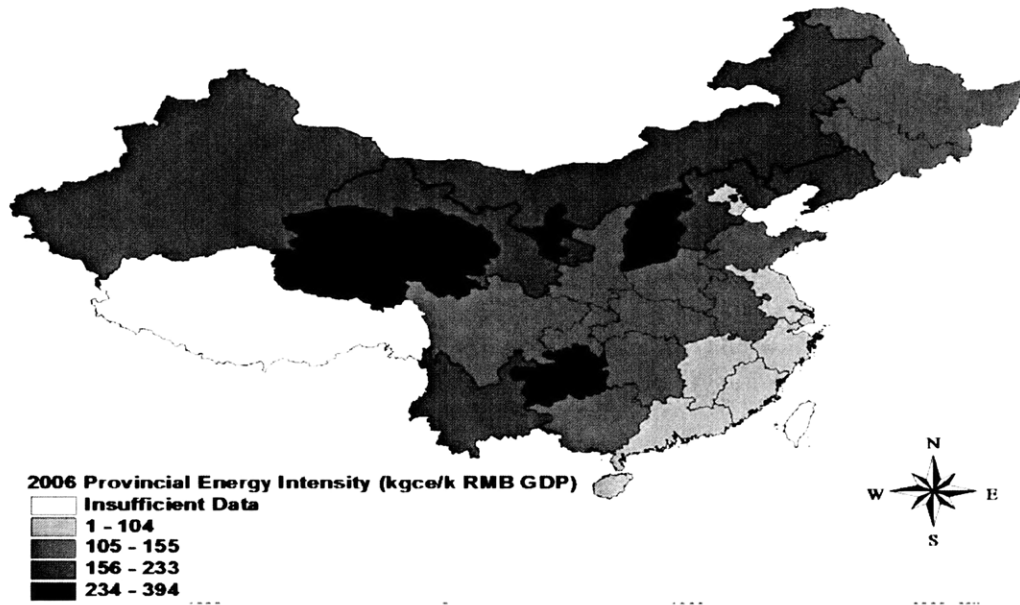 N
W E
S
2006 Provincial Energy Intensity (kgce/k RMB GDP)
Insufficient Data
1 - 104
105 - 155
156 - 233
234 - 394